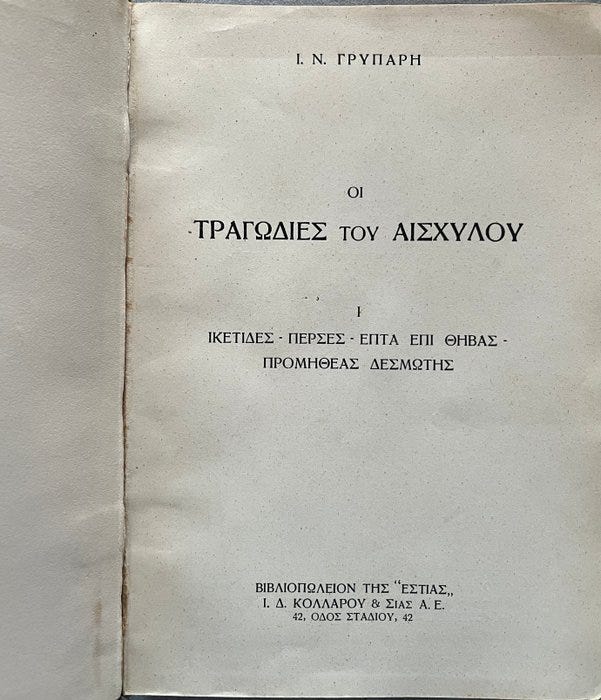 Ι. Ν. ΓΡΥΠΑΡΗ
ΟΙ
ΤΡΑΓΩΔΙΕΣ ΤΟΥ ΑΙΣΧΥΛΟΥ
Ι
ΙΚΕΤΙΔΕΣ - ΠΕΡΣΕΣ - ΕΠΤΑ ΕΠΙ ΘΗΒΑΣ -
ΠΡΟΜΗΘΕΑΣ ΔΕΣΜΩΤΗΣ
ΒΙΒΛΙΟΠΩΛΕΙΟΝ ΤΗΣ “ΕΣΤΙΑΣ„
Ι. Δ. ΚΟΛΛΑΡΟΥ & ΣΙΑΣ Α. Ε.
42, ΟΔΟΣ ΣΤΑΔΙΟΥ, 42